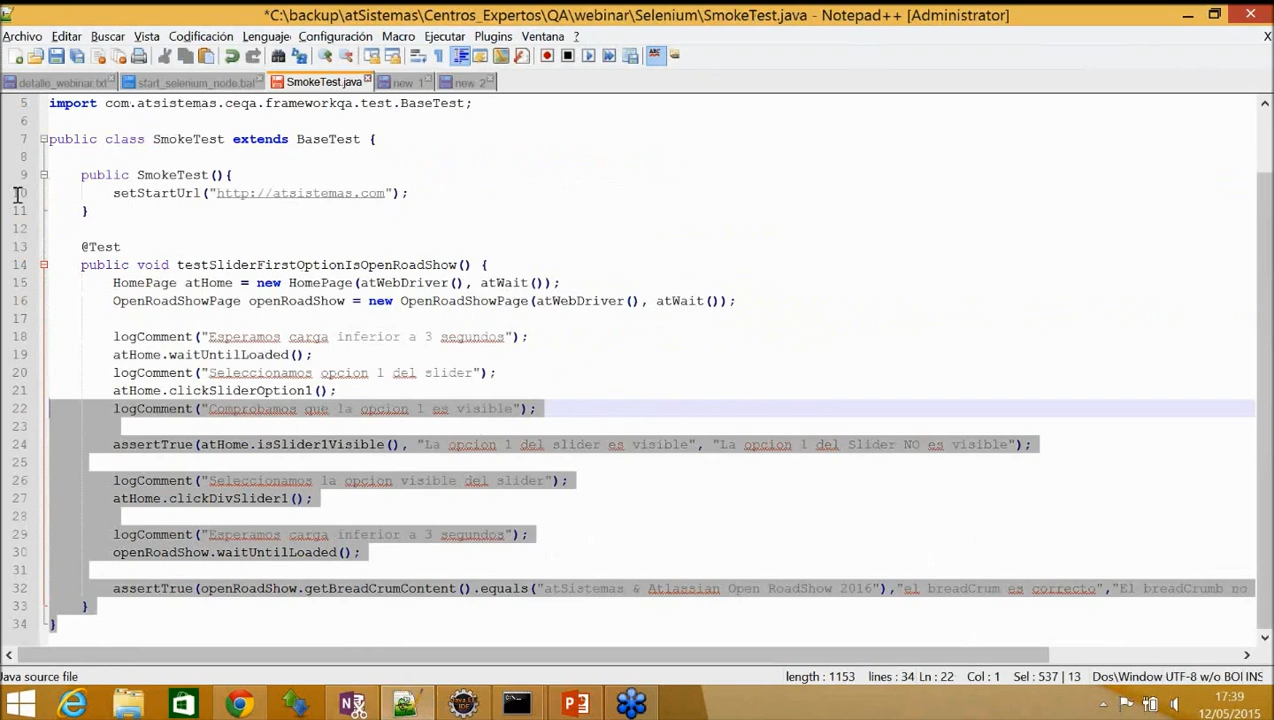 *C:\backup\atSistemas\Centros_Expertos\QA\webinar\Selenium\SmokeTest.java - Notepad++ [Administrator]
Archivo Editar Buscar Vista Codificación Lenguaje Configuración Macro Ejecutar Plugins Ventana ? X
detalle_webinar.txt start_selenium_node.bat SmokeTest.java new 1 new 2
5 import com.atsistemas.ceqa.frameworkqa.test.BaseTest;
6
7 public class SmokeTest extends BaseTest {
8
9 public SmokeTest(){
10 setStartUrl("http://atsistemas.com");
11 }
12
13 @Test
14 public void testSliderFirstOptionIsOpenRoadShow() {
15 HomePage atHome = new HomePage(atWebDriver(), atWait());
16 OpenRoadShowPage openRoadShow = new OpenRoadShowPage(atWebDriver(), atWait());
17
18 logComment("Esperamos carga inferior a 3 segundos");
19 atHome.waitUntilLoaded();
20 logComment("Seleccionamos opcion 1 del slider");
21 atHome.clickSliderOption1();
22 logComment("Comprobamos que la opcion 1 es visible");
23
24 assertTrue(atHome.isSlider1Visible(), "La opcion 1 del slider es visible", "La opcion 1 del Slider NO es visible");
25
26 logComment("Seleccionamos la opcion visible del slider");
27 atHome.clickDivSlider1();
28
29 logComment("Esperamos carga inferior a 3 segundos");
30 openRoadShow.waitUntilLoaded();
31
32 assertTrue(openRoadShow.getBreadCrumContent().equals("atSistemas & Atlassian Open RoadShow 2016"),"el breadCrum es correcto","El breadCrumb no
33 }
34 }
Java source file length : 1153 lines : 34 Ln : 22 Col : 1 Sel : 537 | 13 Dos\Windows UTF-8 w/o BOM INS
17:39
12/05/2015